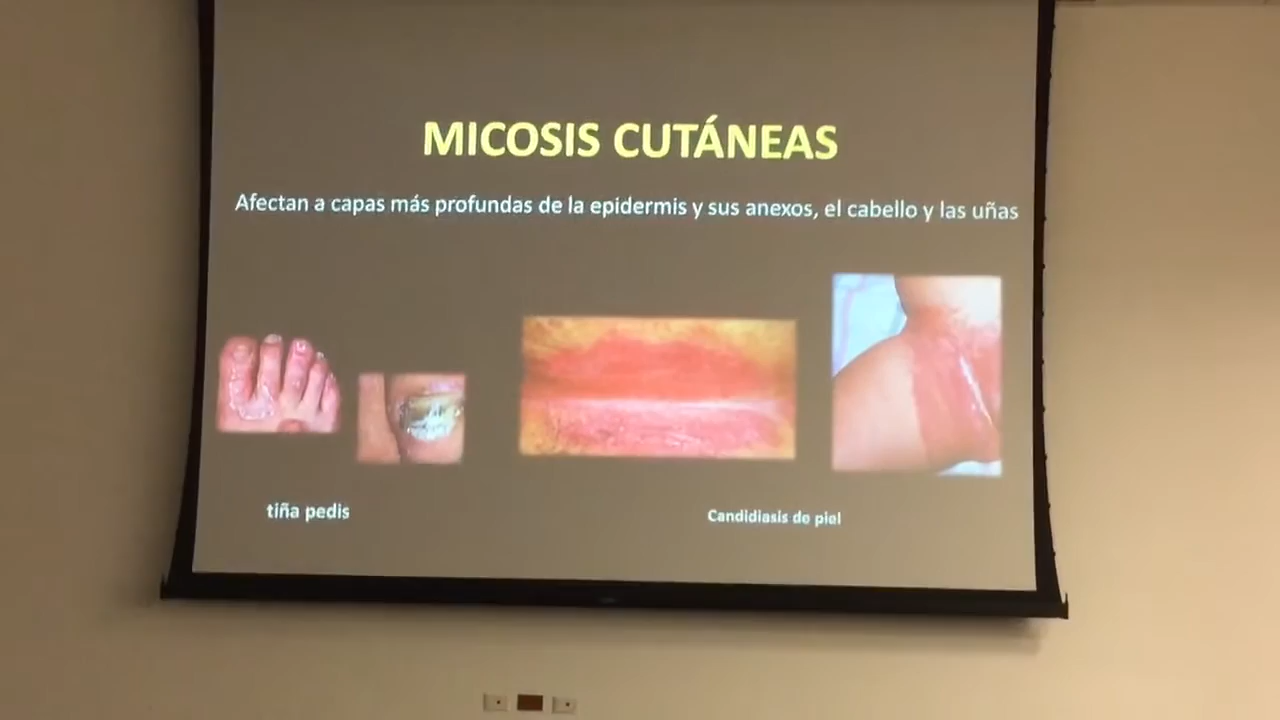 MICOSIS CUTÁNEAS
Afectan a capas más profundas de la epidermis y sus anexos, el cabello y las uñas
tiña pedis
Candidiasis de piel